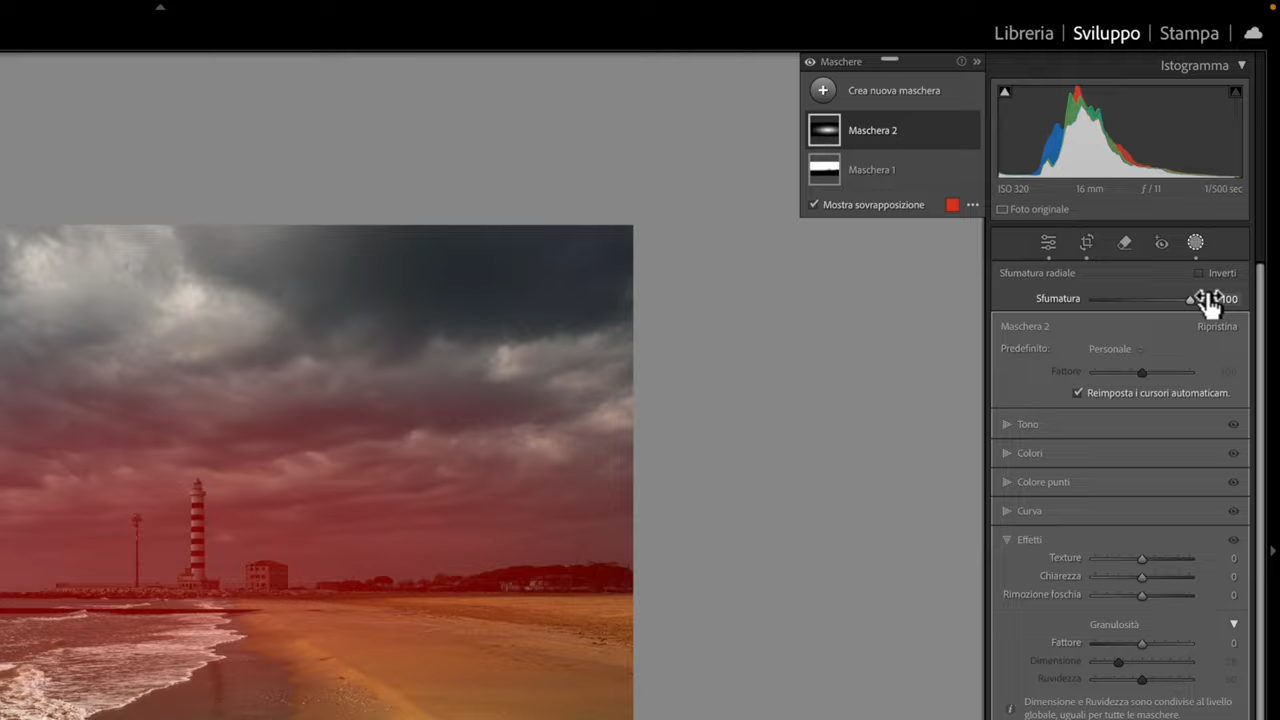 Libreria | Sviluppo | Stampa
Maschere
Istogramma
Crea nuova maschera
Maschera 2
Maschera 1
Mostra sovrapposizione
ISO 320 16 mm ƒ / 11 1/500 sec
Foto originale
Sfumatura radiale Inverti
Sfumatura 100
Maschera 2 Ripristina
Predefinito: Personale
Fattore 100
Reimposta i cursori automaticam.
Tono
Colori
Colore punti
Curva
Effetti
Texture 0
Chiarezza 0
Rimozione foschia 0
Granulosità
Fattore 0
Dimensione
Ruvidezza 50
Dimensione e Ruvidezza sono condivise al livello
globale, uguali per tutte le maschere.